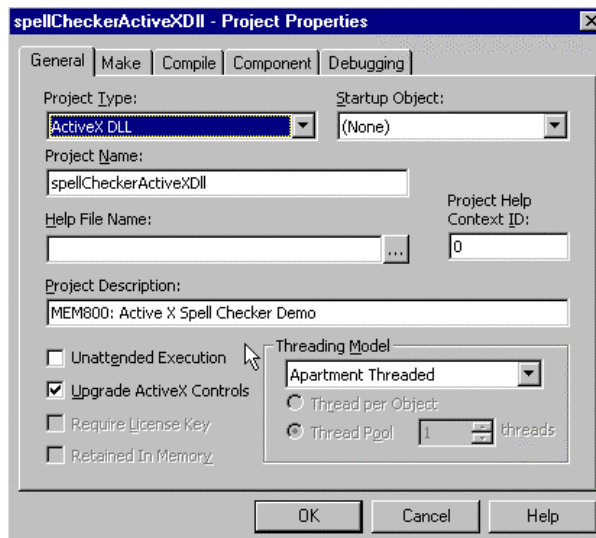 spellCheckerActiveXDll - Project Properties
General Make Compile Component Debugging
Project Type: Startup Object:
ActiveX DLL (None)
Project Name:
spellCheckerActiveXDll
Help File Name: Project Help
Context ID:
... 0
Project Description:
MEM800: Active X Spell Checker Demo
Unattended Execution Threading Model
Upgrade ActiveX Controls Apartment Threaded
Require License Key Thread per Object
Retained In Memory Thread Pool 1 threads
OK Cancel Help